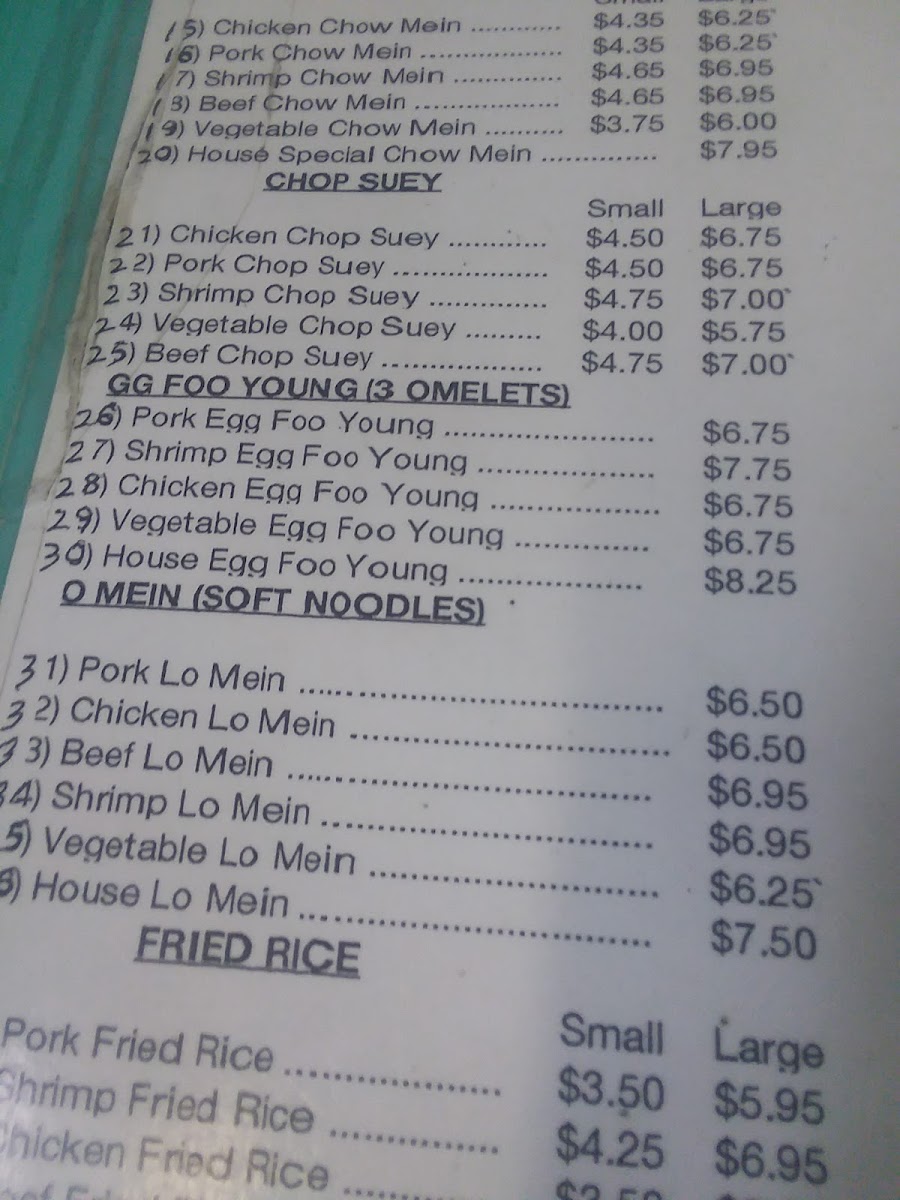 15) Chicken Chow Mein ............ $4.35 $6.25
16) Pork Chow Mein .................. $4.35 $6.25
17) Shrimp Chow Mein .............. $4.65 $6.95
18) Beef Chow Mein .................. $4.65 $6.95
19) Vegetable Chow Mein .......... $3.75 $6.00
20) House Special Chow Mein .............. $7.95
CHOP SUEY
Small Large
21) Chicken Chop Suey ............ $4.50 $6.75
22) Pork Chop Suey .................. $4.50 $6.75
23) Shrimp Chop Suey .............. $4.75 $7.00
24) Vegetable Chop Suey ......... $4.00 $5.75
25) Beef Chop Suey .................. $4.75 $7.00
GG FOO YOUNG (3 OMELETS)
26) Pork Egg Foo Young ........................... $6.75
27) Shrimp Egg Foo Young ...................... $7.75
28) Chicken Egg Foo Young ..................... $6.75
29) Vegetable Egg Foo Young ................. $6.75
30) House Egg Foo Young ....................... $8.25
O MEIN (SOFT NOODLES)
31) Pork Lo Mein ........................................ $6.50
32) Chicken Lo Mein ................................... $6.50
33) Beef Lo Mein ........................................ $6.95
34) Shrimp Lo Mein .................................... $6.95
5) Vegetable Lo Mein ............................... $6.25
6) House Lo Mein ..................................... $7.50
FRIED RICE
Small Large
Pork Fried Rice ........................ $3.50 $5.95
Shrimp Fried Rice ................... $4.25 $6.95
Chicken Fried Rice